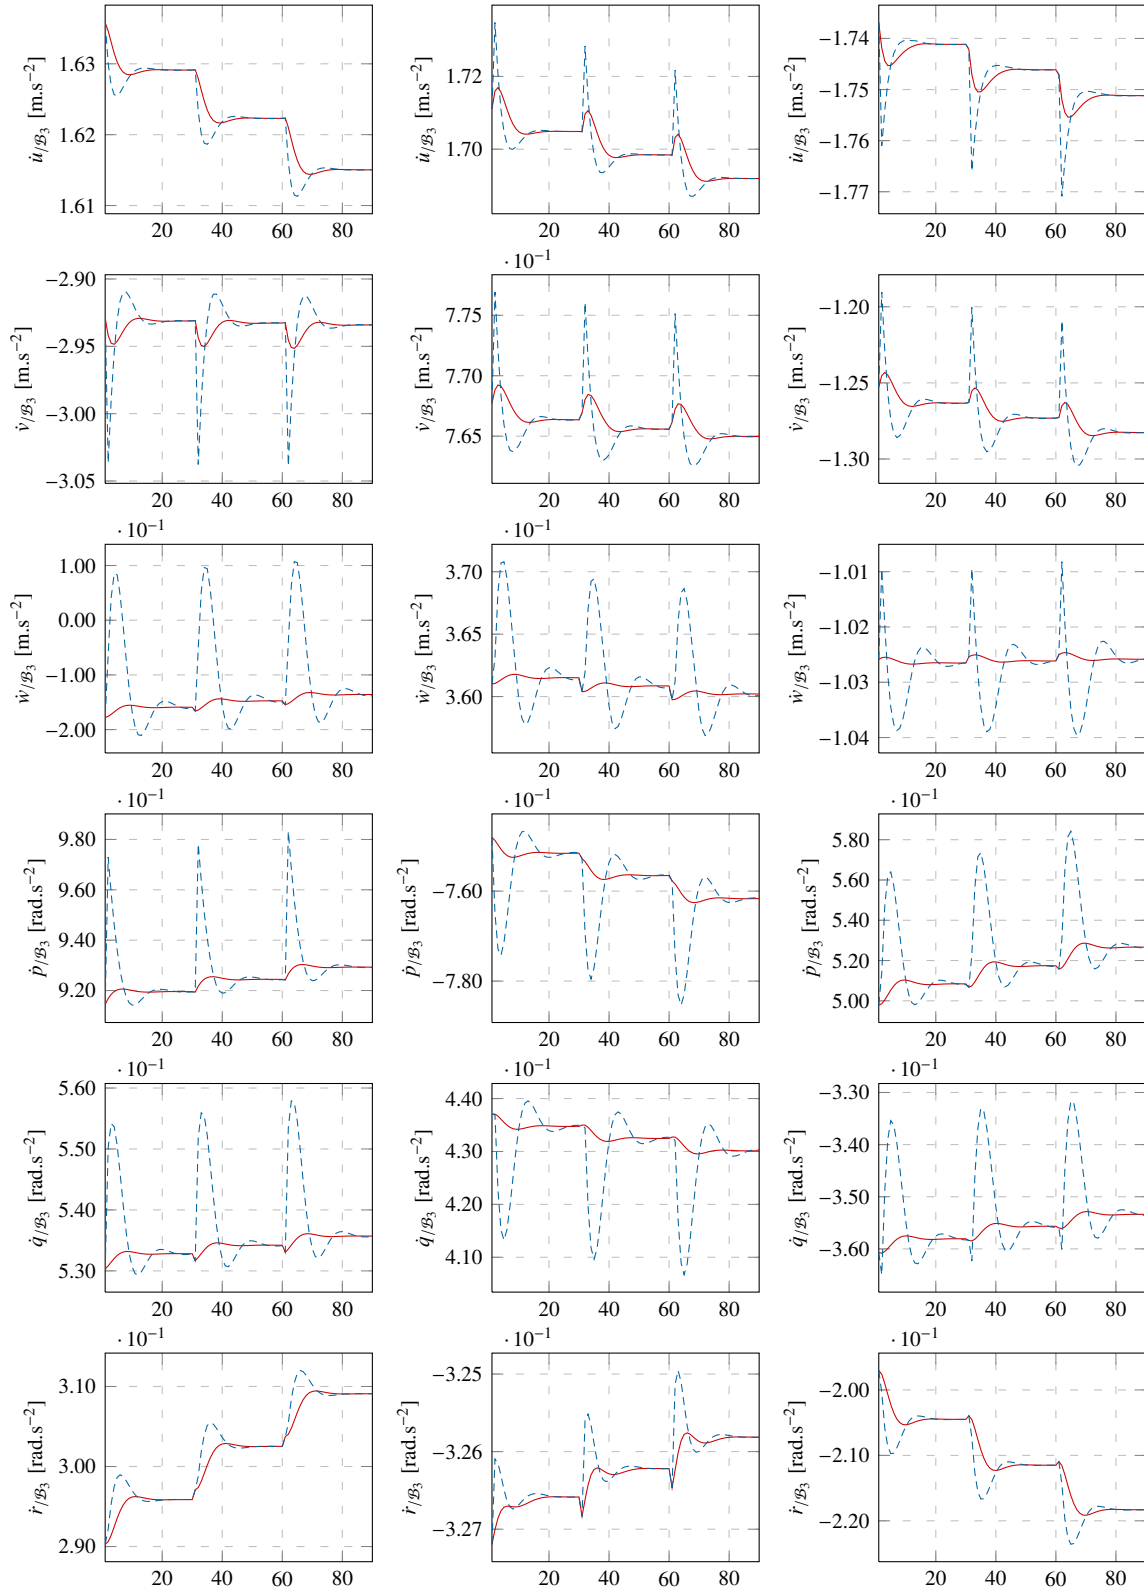 1.63
1.62
1.61
u̇/B3 [m.s−2]
20 40 60 80
1.72
1.70
u̇/B3 [m.s−2]
20 40 60 80
−1.74
−1.75
−1.76
−1.77
u̇/B3 [m.s−2]
20 40 60 80
−2.90
−2.95
−3.00
−3.05
v̇/B3 [m.s−2]
20 40 60 80
·10−1
7.75
7.70
7.65
v̇/B3 [m.s−2]
20 40 60 80
−1.20
−1.25
−1.30
v̇/B3 [m.s−2]
20 40 60 80
·10−1
1.00
0.00
−1.00
−2.00
ẇ/B3 [m.s−2]
20 40 60 80
3.70
3.65
3.60
ẇ/B3 [m.s−2]
20 40 60 80
−1.01
−1.02
−1.03
−1.04
ẇ/B3 [m.s−2]
20 40 60 80
·10−1
9.80
9.60
9.40
9.20
ṗ/B3 [rad.s−2]
20 40 60 80
·10−1
−7.60
−7.80
ṗ/B3 [rad.s−2]
20 40 60 80
·10−1
5.80
5.60
5.40
5.20
5.00
ṗ/B3 [rad.s−2]
20 40 60 80
·10−1
5.60
5.50
5.40
5.30
q̇/B3 [rad.s−2]
20 40 60 80
·10−1
4.40
4.30
4.20
4.10
q̇/B3 [rad.s−2]
20 40 60 80
·10−1
−3.30
−3.40
−3.50
−3.60
q̇/B3 [rad.s−2]
20 40 60 80
·10−1
3.10
3.00
2.90
ṙ/B3 [rad.s−2]
20 40 60 80
·10−1
−3.25
−3.26
−3.27
ṙ/B3 [rad.s−2]
20 40 60 80
·10−1
−2.00
−2.10
−2.20
ṙ/B3 [rad.s−2]
20 40 60 80